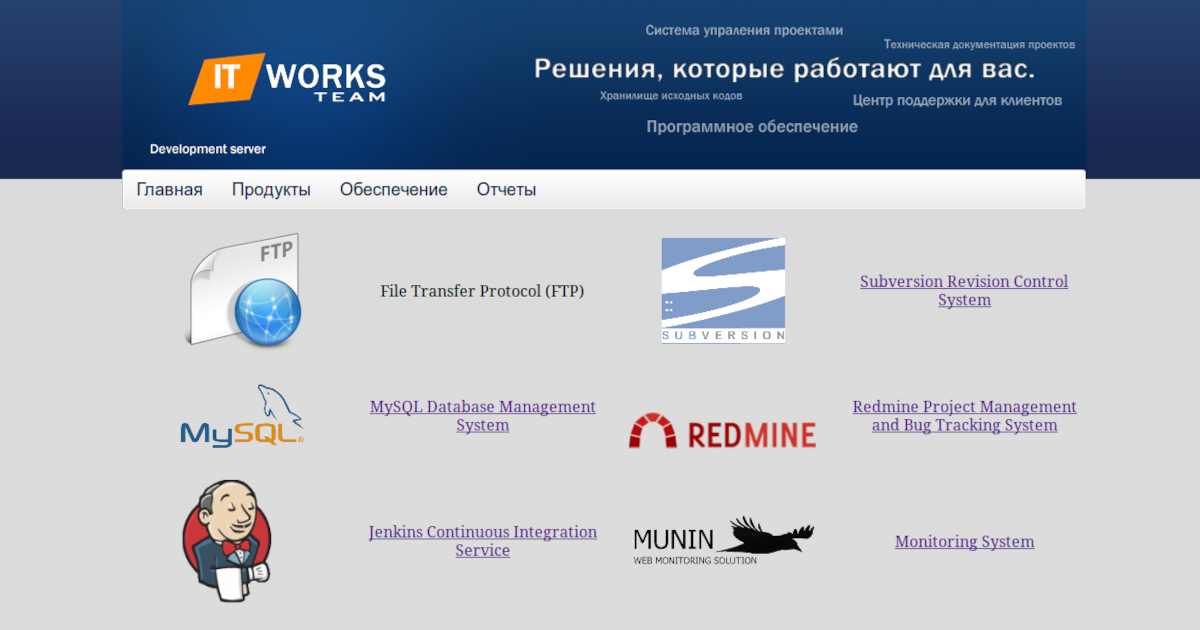 Система упраления проектами
Техническая документация проектов
IT WORKS
TEAM
Решения, которые работают для вас.
Хранилище исходных кодов
Центр поддержки для клиентов
Программное обеспечение
Development server
Главная Продукты Обеспечение Отчеты
FTP
File Transfer Protocol (FTP)
SUBVERSION
Subversion Revision Control
System
MySQL®
MySQL Database Management
System
REDMINE
Redmine Project Management
and Bug Tracking System
Jenkins Continuous Integration
Service
MUNIN
WEB MONITORING SOLUTION
Monitoring System